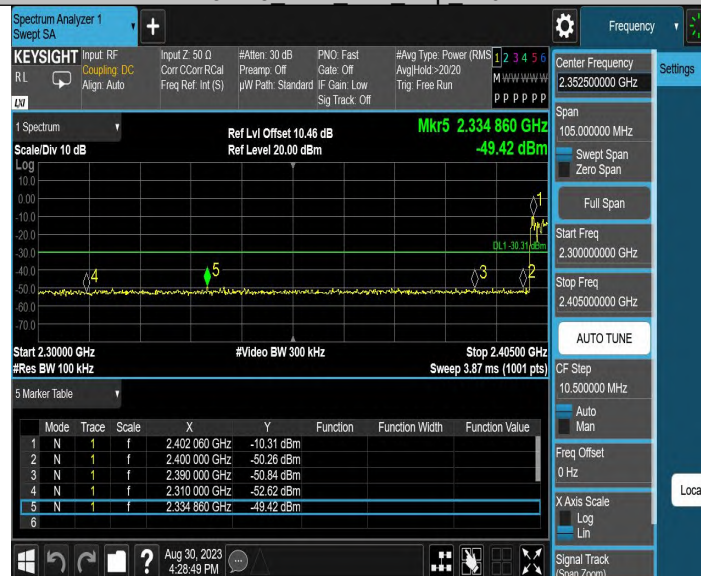 Spectrum Analyzer 1
Swept SA
+
Frequency
KEYSIGHT
RL
LXI
Input: RF
Coupling: DC
Align: Auto
Input Z: 50 Ω
Corr CCorr RCal
Freq Ref: Int (S)
#Atten: 30 dB
Preamp: Off
µW Path: Standard
PNO: Fast
Gate: Off
IF Gain: Low
Sig Track: Off
#Avg Type: Power (RMS
Avg|Hold:>20/20
Trig: Free Run
1 2 3 4 5 6
M W W W W W
P P P P P P
Center Frequency
2.352500000 GHz
Settings
1 Spectrum
Scale/Div 10 dB
Ref Lvl Offset 10.46 dB
Ref Level 20.00 dBm
Mkr5 2.334 860 GHz
-49.42 dBm
Span
105.000000 MHz
Swept Span
Zero Span
Full Span
Start Freq
2.300000000 GHz
Stop Freq
2.405000000 GHz
AUTO TUNE
CF Step
10.500000 MHz
Auto
Man
Freq Offset
0 Hz
X Axis Scale
Log
Lin
Signal Track
(Span Zoom)
Loca
Log
10.0
0.00
-10.0
-20.0
-30.0
-40.0
-50.0
-60.0
-70.0
1
DL1 -30.31 dBm
4
5
3
2
Start 2.30000 GHz
#Res BW 100 kHz
#Video BW 300 kHz
Stop 2.40500 GHz
Sweep 3.87 ms (1001 pts)
5 Marker Table
Mode Trace Scale X Y Function Function Width Function Value
1 N 1 f 2.402 060 GHz -10.31 dBm
2 N 1 f 2.400 000 GHz -50.26 dBm
3 N 1 f 2.390 000 GHz -50.84 dBm
4 N 1 f 2.310 000 GHz -52.62 dBm
5 N 1 f 2.334 860 GHz -49.42 dBm
6
?
Aug 30, 2023
4:28:49 PM